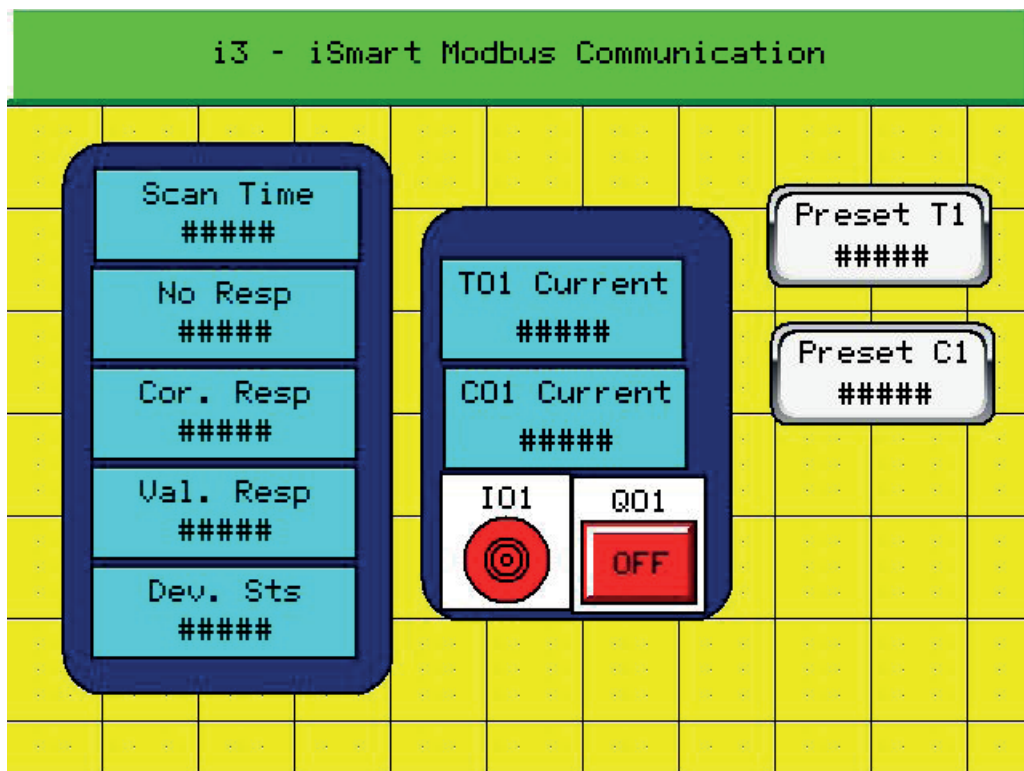 i3 - iSmart Modbus Communication
Scan Time
#####
No Resp
#####
Cor. Resp
#####
Val. Resp
#####
Dev. Sts
#####
T01 Current
#####
C01 Current
#####
I01
Q01
OFF
Preset T1
#####
Preset C1
#####